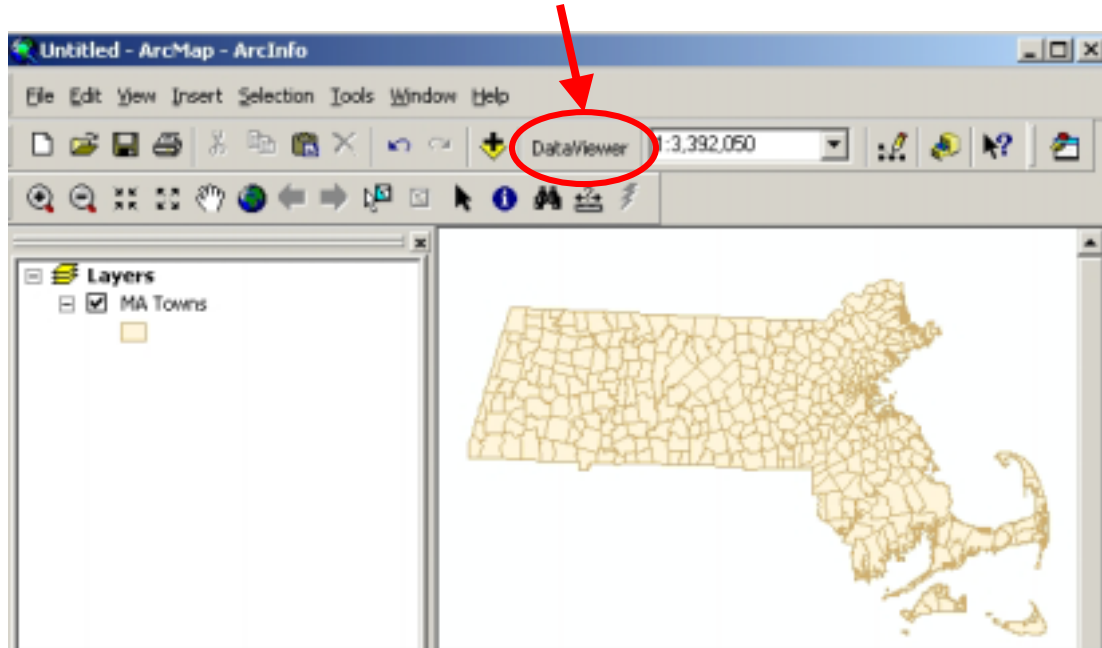 Untitled - ArcMap - ArcInfo
File Edit View Insert Selection Tools Window Help
DataViewer 1:3,392,050
Layers
MA Towns